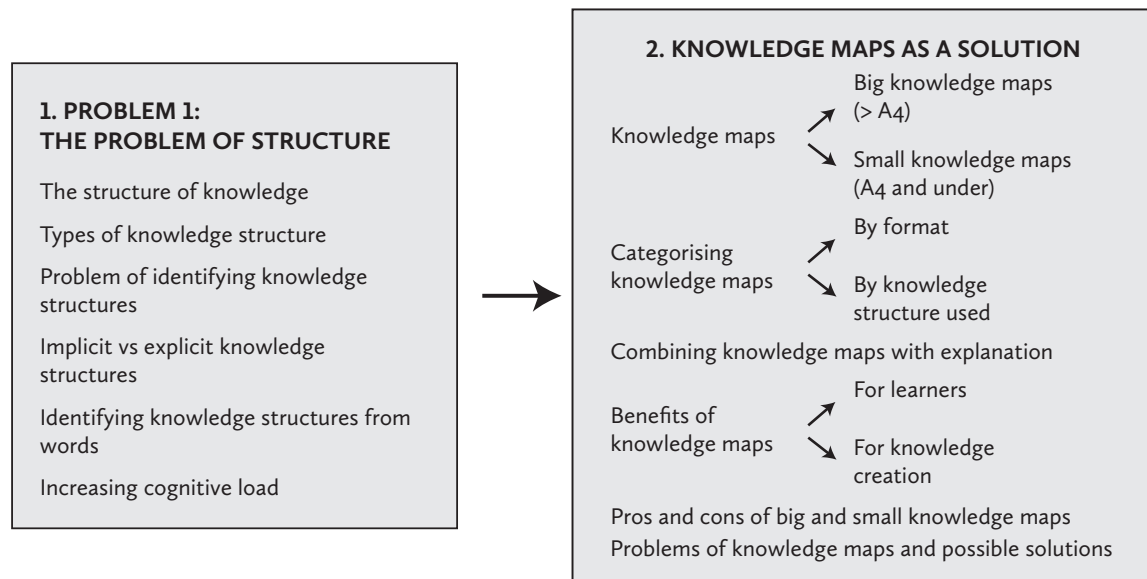 1. PROBLEM 1:
THE PROBLEM OF STRUCTURE
The structure of knowledge
Types of knowledge structure
Problem of identifying knowledge
structures
Implicit vs explicit knowledge
structures
Identifying knowledge structures from
words
Increasing cognitive load
2. KNOWLEDGE MAPS AS A SOLUTION
Knowledge maps
Big knowledge maps
(> A4)
Small knowledge maps
(A4 and under)
Categorising
knowledge maps
By format
By knowledge
structure used
Combining knowledge maps with explanation
Benefits of
knowledge maps
For learners
For knowledge
creation
Pros and cons of big and small knowledge maps
Problems of knowledge maps and possible solutions